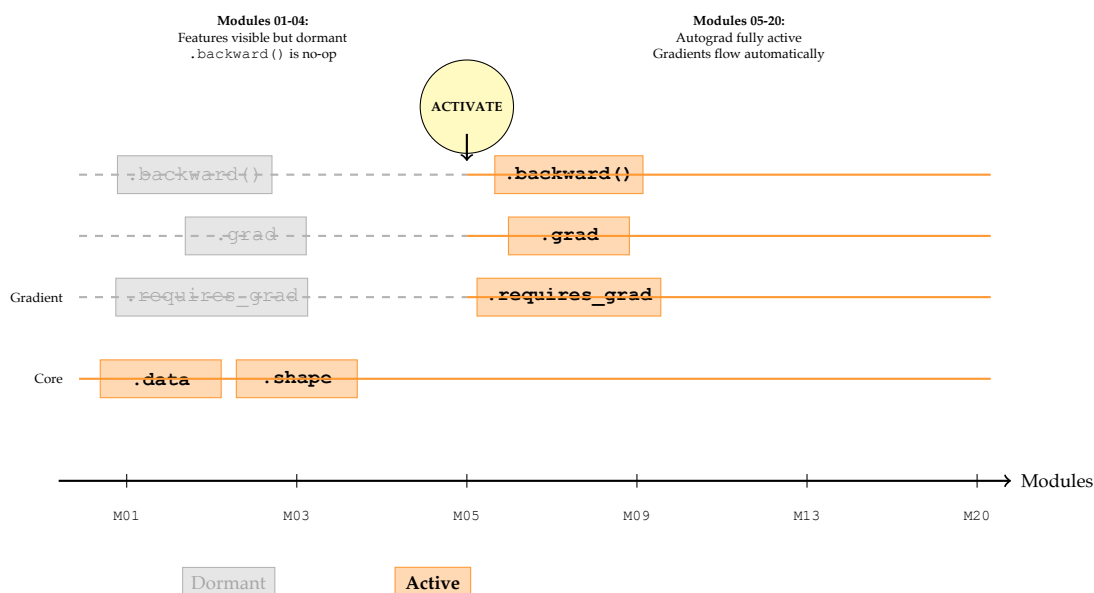 Modules 01-04:
Features visible but dormant
.backward() is no-op
Modules 05-20:
Autograd fully active
Gradients flow automatically
ACTIVATE
.backward()
.backward()
.grad
.grad
Gradient
.requires_grad
.requires_grad
Core
.data
.shape
Modules
M01
M03
M05
M09
M13
M20
Dormant
Active